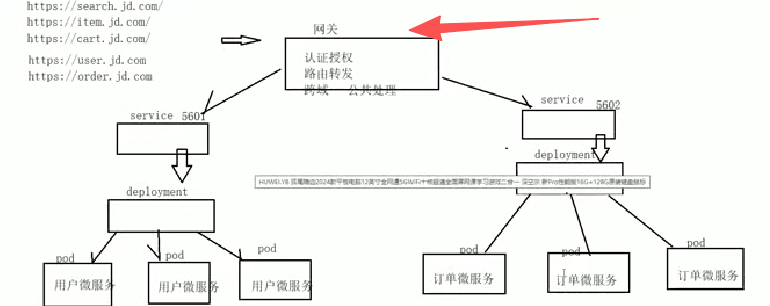 https://search.jd.com/
https://item.jd.com/
https://cart.jd.com/
https://user.jd.com
https://order.jd.com
网关
认证授权
路由转发
跨域 公共处理
service 5601
service 5602
deployment
deployment
pod
pod
pod
用户微服务
用户微服务
用户微服务
pod
pod
pod
订单微服务
订单微服务
订单微服务